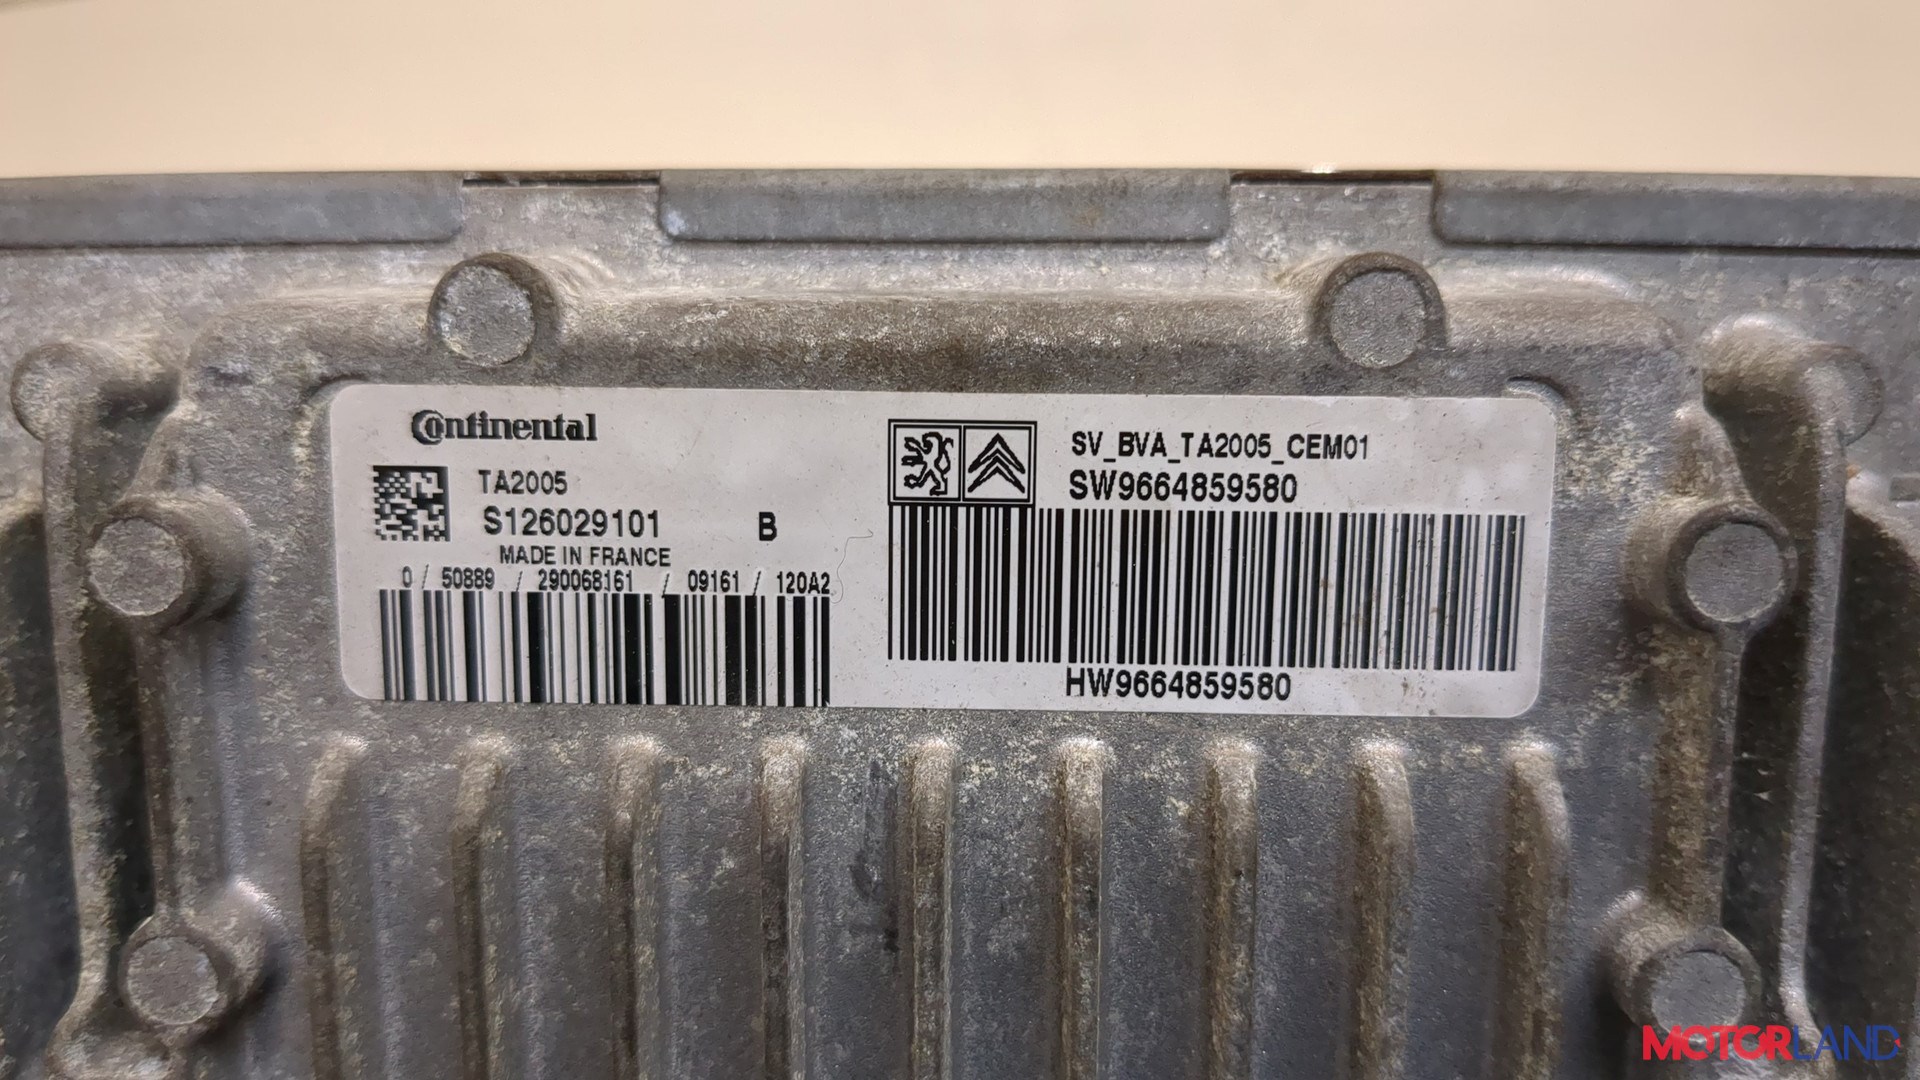 Continental
TA2005
S126029101 B
MADE IN FRANCE
0 / 50889 / 290068161 / 09161 / 120A2
SV_BVA_TA2005_CEM01
SW9664859580
HW9664859580
MOTORLAND